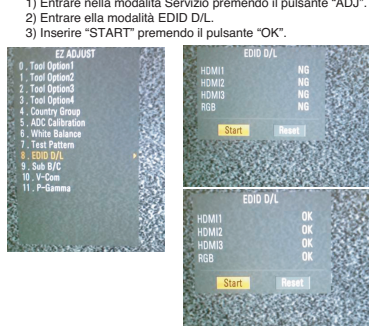 1) Entrare nella modalità Servizio premendo il pulsante “ADJ”.
2) Entrare ella modalità EDID D/L.
3) Inserire “START” premendo il pulsante “OK”.
EZ ADJUST
0 . Tool Option1
1 . Tool Option2
2 . Tool Option3
3 . Tool Option4
4 . Country Group
5 . ADC Calibration
6 . White Balance
7 . Test Pattern
8 . EDID D/L
9 . Sub B/C
10 . V-Com
11 . P-Gamma
EDID D/L
HDMI1 NG
HDMI2 NG
HDMI3 NG
RGB NG
Start Reset
EDID D/L
HDMI1 OK
HDMI2 OK
HDMI3 OK
RGB OK
Start Reset